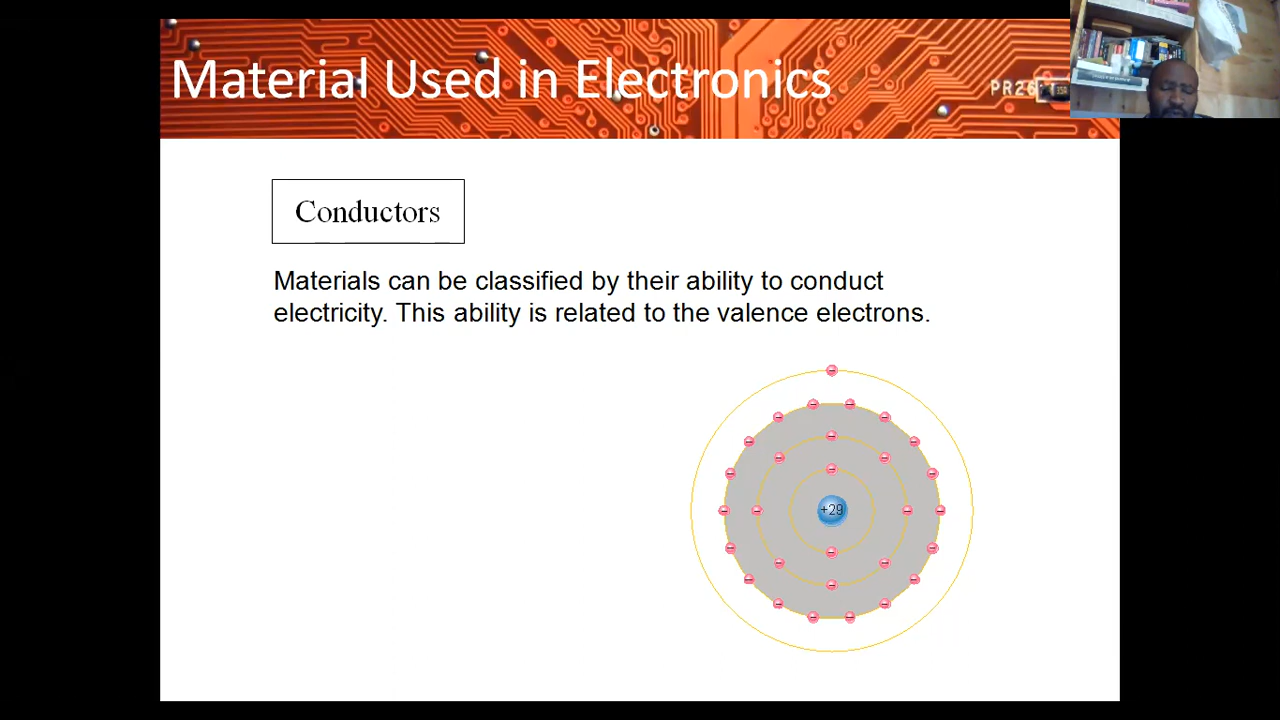 Material Used in Electronics
Conductors
Materials can be classified by their ability to conduct
electricity. This ability is related to the valence electrons.
+29